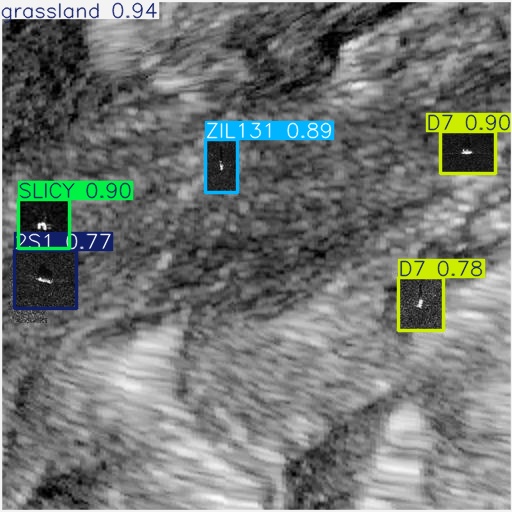 grassland 0.94
ZIL131 0.89
D7 0.90
SLICY 0.90
2S1 0.77
D7 0.78